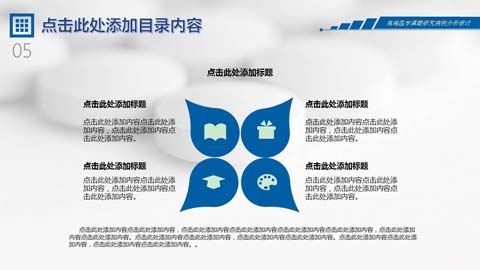 点击此处添加目录内容
高端医学课题研究病例分析研讨
05
点击此处添加标题
点击此处添加标题
点击此处添加内容点击此处添
加内容，点击此处添加内容点
击此处添加内容。
点击此处添加标题
点击此处添加内容点击此处添
加内容，点击此处添加内容点
击此处添加内容。
点击此处添加标题
点击此处添加内容点击此处添
加内容，点击此处添加内容点
击此处添加内容。
点击此处添加标题
点击此处添加内容点击此处添
加内容，点击此处添加内容点
击此处添加内容。
点击此处添加内容点击此处添加内容，点击此处添加内容点击此处添加内容点击此处添加内容点击此处添加内容，点击此处添加
内容点击此处添加内容。点击此处添加内容点击此处添加内容，点击此处添加内容点击此处添加内容。点击此处添加内容点击此处添
加内容，点击此处添加内容点击此处添加内容。。